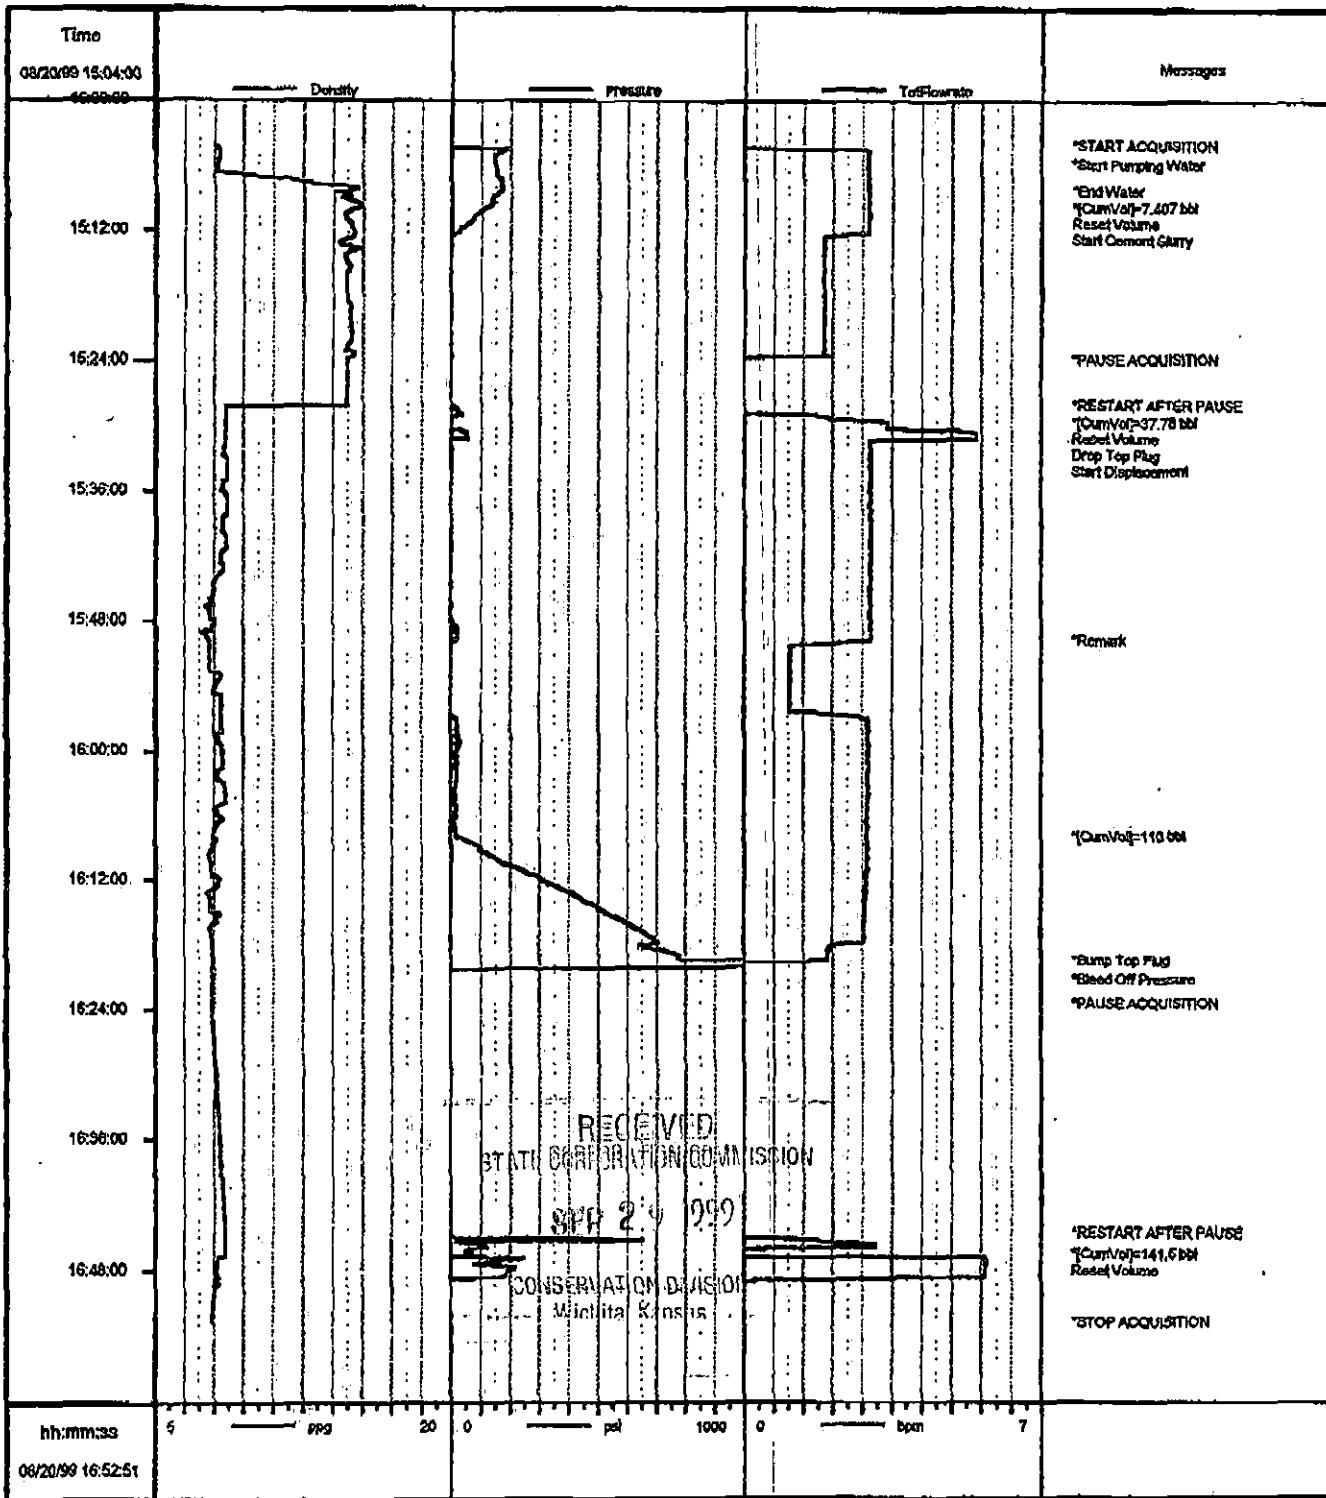 Time
08/20/99 15:04:00
Density
Pressure
TotFlowrate
Messages
*START ACQUISITION
*Start Pumping Water
*End Water
*[CumVol]=7.407 bbl
Reset Volume
Start Cement Slurry
15:12:00
15:24:00
*PAUSE ACQUISITION
*RESTART AFTER PAUSE
*[CumVol]=37.78 bbl
Reset Volume
Drop Top Plug
Start Displacement
15:36:00
15:48:00
*Remark
16:00:00
*[CumVol]=110 bbl
16:12:00
*Bump Top Plug
*Bleed Off Pressure
*PAUSE ACQUISITION
16:24:00
RECEIVED
STATE CORPORATION COMMISSION
16:36:00
*RESTART AFTER PAUSE
*[CumVol]=141.6 bbl
Reset Volume
16:48:00
CONSERVATION DIVISION
Wichita, Kansas
*STOP ACQUISITION
5 ppg 20 0 psi 1000 0 bpm 7
hh:mm:ss
08/20/99 16:52:51